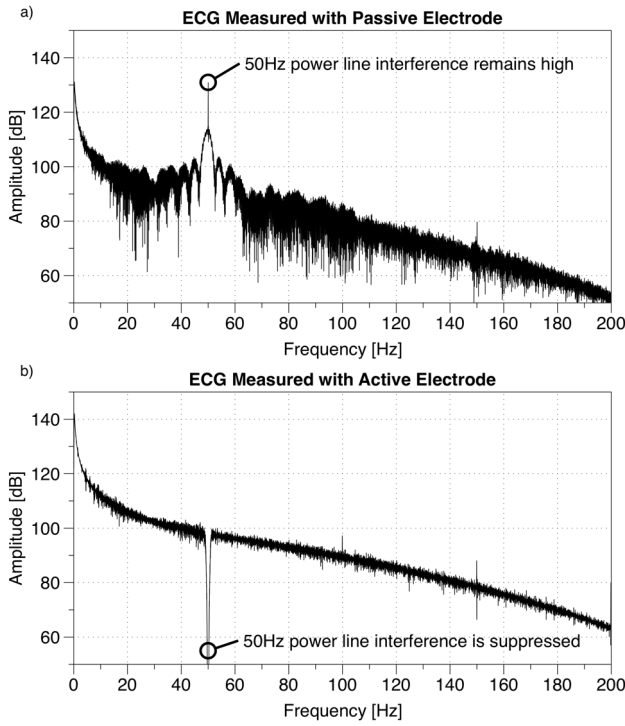 a)
ECG Measured with Passive Electrode
140
120
100
80
60
Amplitude [dB]
50Hz power line interference remains high
0 20 40 60 80 100 120 140 160 180 200
Frequency [Hz]
b)
ECG Measured with Active Electrode
140
120
100
80
60
Amplitude [dB]
50Hz power line interference is suppressed
0 20 40 60 80 100 120 140 160 180 200
Frequency [Hz]